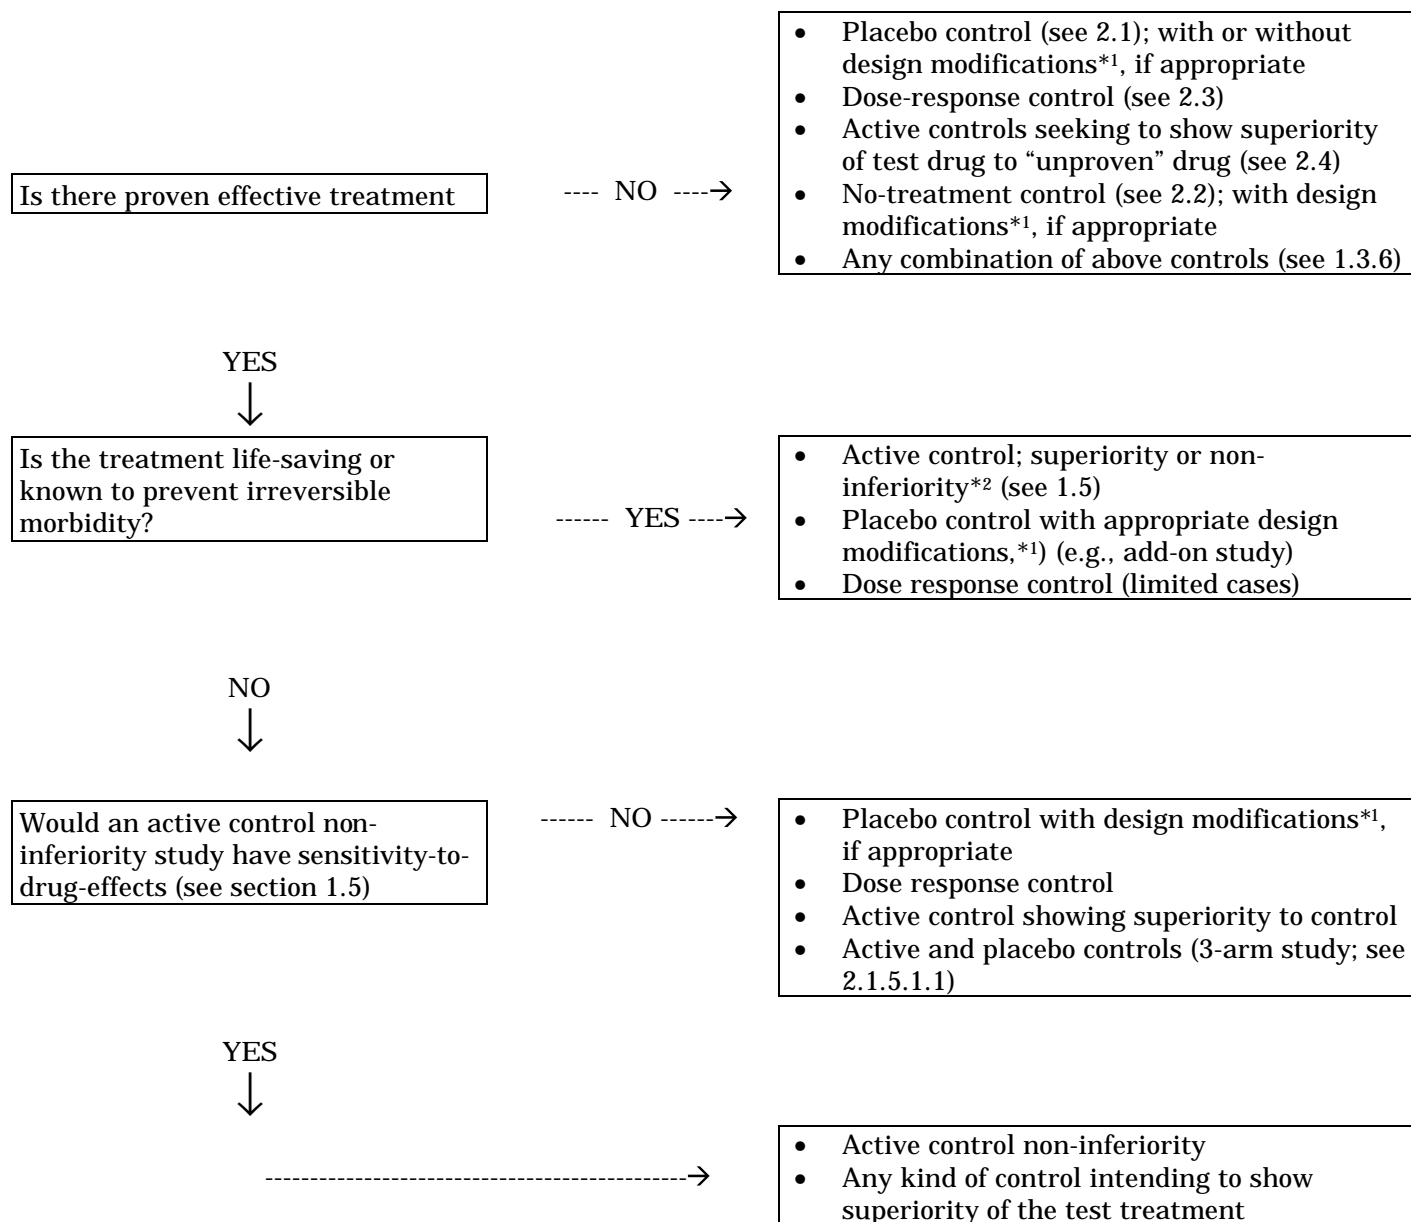 • Placebo control (see 2.1); with or without
design modifications*1, if appropriate
• Dose-response control (see 2.3)
• Active controls seeking to show superiority
of test drug to “unproven” drug (see 2.4)
Is there proven effective treatment
---- NO ----→
• No-treatment control (see 2.2); with design
modifications*1, if appropriate
• Any combination of above controls (see 1.3.6)
YES
↓
Is the treatment life-saving or
known to prevent irreversible
morbidity?
------ YES ----→
• Active control; superiority or non-
inferiority*2 (see 1.5)
• Placebo control with appropriate design
modifications,*1) (e.g., add-on study)
• Dose response control (limited cases)
NO
↓
Would an active control non-
inferiority study have sensitivity-to-
drug-effects (see section 1.5)
------ NO ------→
• Placebo control with design modifications*1,
if appropriate
• Dose response control
• Active control showing superiority to control
• Active and placebo controls (3-arm study; see
2.1.5.1.1)
YES
↓
-----------------------------------------------→
• Active control non-inferiority
• Any kind of control intending to show
superiority of the test treatment